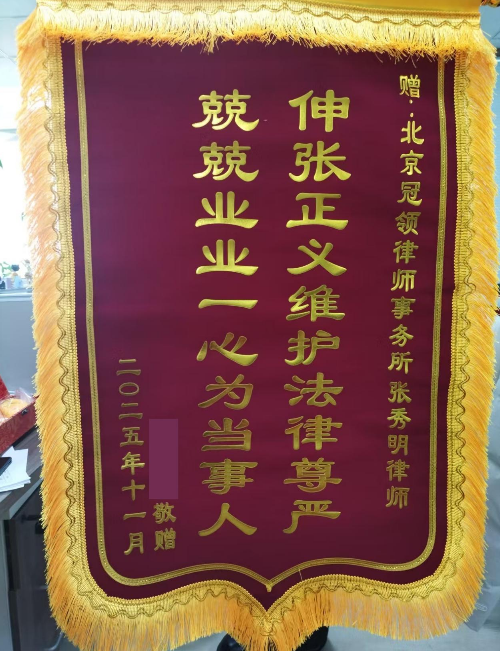 赠:北京冠领律师事务所张秀明律师
伸张正义维护法律尊严
兢兢业业一心为当事人
敬赠
二〇二五年十一月